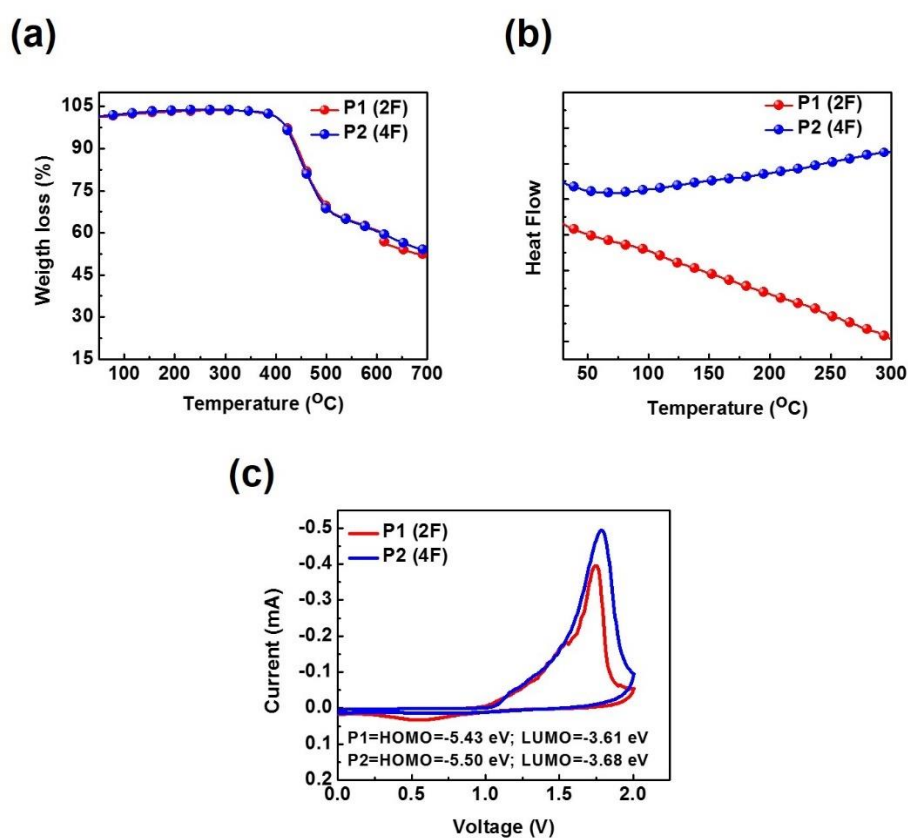 (a)
105
90
75
60
45
30
15
Weigth loss (%)
P1 (2F)
P2 (4F)
100 200 300 400 500 600 700
Temperature (OC)
(b)
Heat Flow
P1 (2F)
P2 (4F)
50 100 150 200 250 300
Temperature (OC)
(c)
-0.5
-0.4
-0.3
-0.2
-0.1
0.0
0.1
0.2
Current (mA)
P1 (2F)
P2 (4F)
P1=HOMO=-5.43 eV; LUMO=-3.61 eV
P2=HOMO=-5.50 eV; LUMO=-3.68 eV
0.0 0.5 1.0 1.5 2.0
Voltage (V)